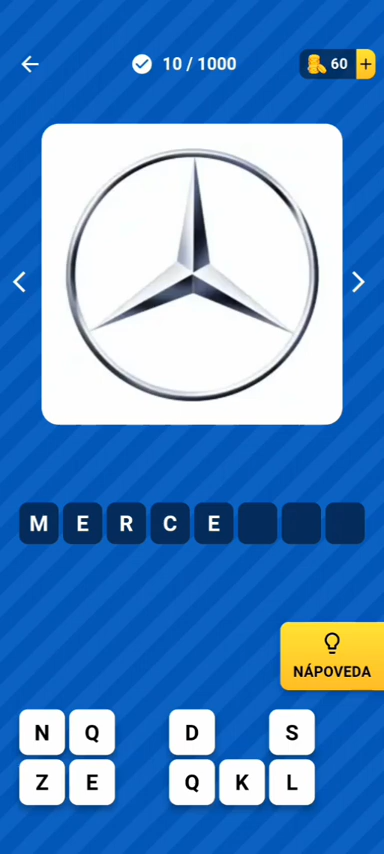 10 / 1000
60 +
M E R C E
NÁPOVEDA
N Q D S
Z E Q K L